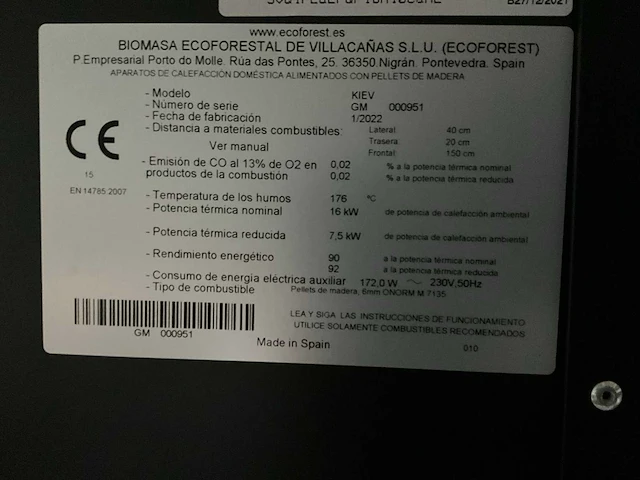 B27/12/2021
www.ecoforest.es
BIOMASA ECOFORESTAL DE VILLACAÑAS S.L.U. (ECOFOREST)
P.Empresarial Porto do Molle. Rúa das Pontes, 25. 36350.Nigrán. Pontevedra. Spain
APARATOS DE CALEFACCIÓN DOMÉSTICA ALIMENTADOS CON PELLETS DE MADERA
- Modelo KIEV
- Número de serie GM 000951
- Fecha de fabricación 1/2022
- Distancia a materiales combustibles: Lateral 40 cm
Ver manual Trasera 20 cm
Frontal 150 cm
CE
15
EN 14785:2007
- Emisión de CO al 13% de O2 en 0,02 % a la potencia térmica nominal
productos de la combustión 0,02 % a la potencia térmica reducida
- Temperatura de los humos 176 ºC
- Potencia térmica nominal 16 kW de potencia de calefacción ambiental
- Potencia térmica reducida 7,5 kW de potencia de calefacción ambiental
- Rendimiento energético 90 a la potencia térmica nominal
92 a la potencia térmica reducida
- Consumo de energia eléctrica auxiliar 172,0 W ~ 230V,50Hz
- Tipo de combustible Pellets de madera, 6mm ONORM M 7135
LEA Y SIGA LAS INSTRUCCIONES DE FUNCIONAMIENTO
UTILICE SOLAMENTE COMBUSTIBLES RECOMENDADOS
GM 000951
Made in Spain
010